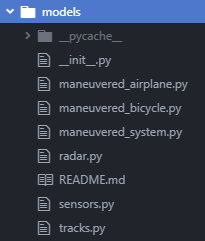 models
__pycache__
__init__.py
maneuvered_airplane.py
maneuvered_bicycle.py
maneuvered_system.py
radar.py
README.md
sensors.py
tracks.py